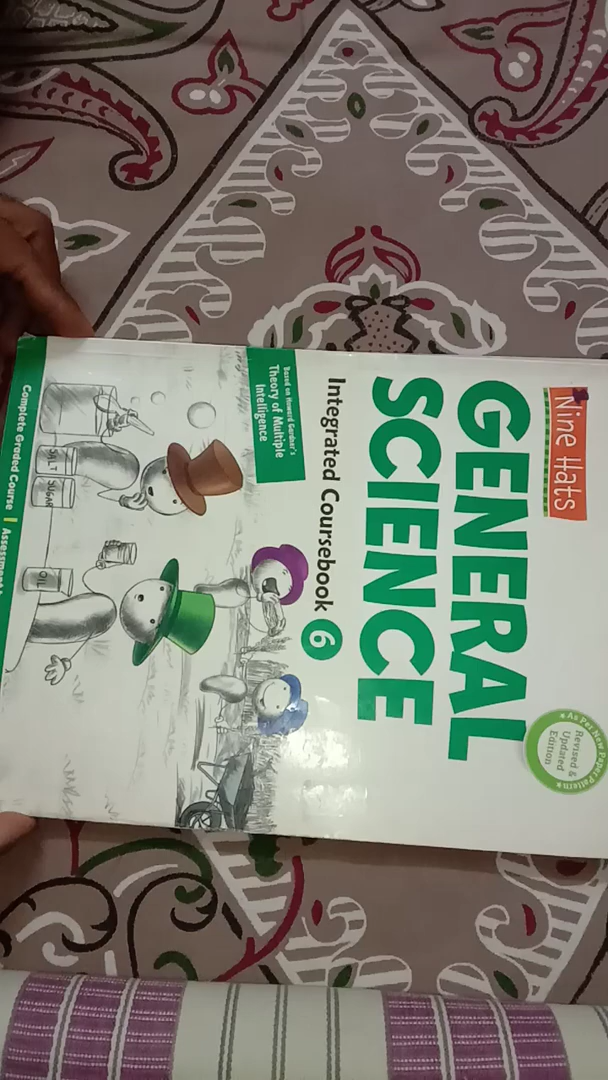 Nine Hats
GENERAL
SCIENCE
As Per New Paper Pattern
Revised &
Updated
Edition
Integrated Coursebook 6
Based on Howard Gardner's
Theory of Multiple
Intelligence
SALT
SUGAR
OIL
Complete Graded Course | Assessment